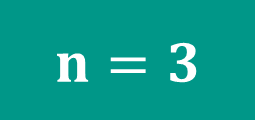 n = 3